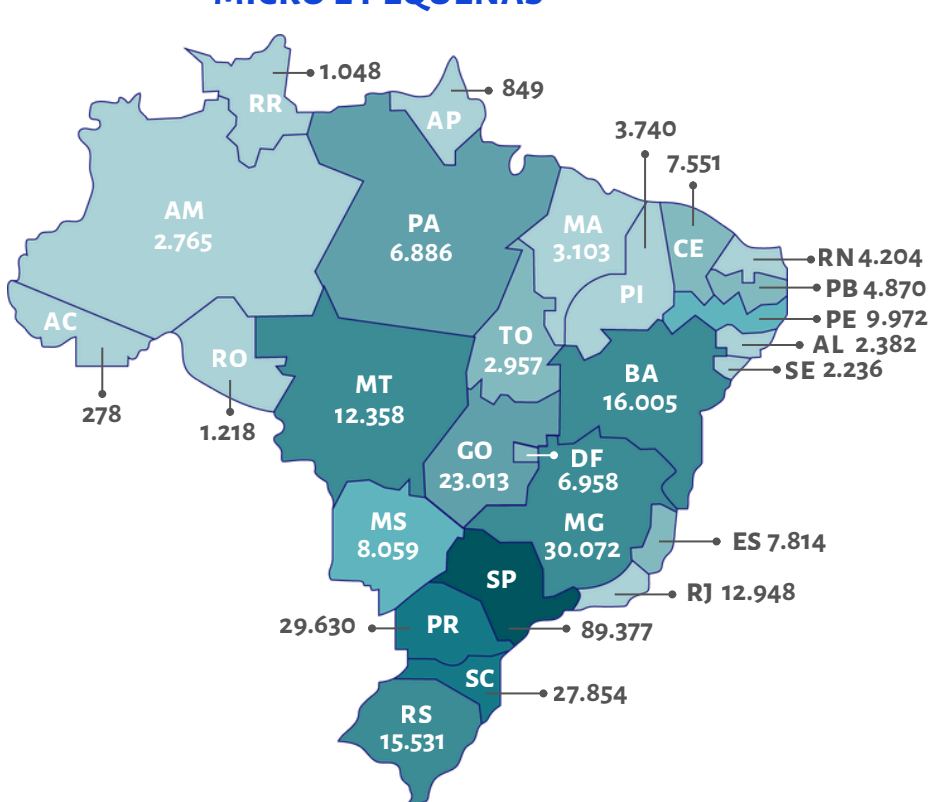 MICRO E PEQUENAS
1.048
RR
849
AP
3.740
7.551
AM
2.765
PA
6.886
MA
3.103
CE
RN 4.204
PB 4.870
PI
PE 9.972
AC
TO
2.957
AL 2.382
RO
SE 2.236
MT
12.358
BA
16.005
278
1.218
GO
23.013
DF
6.958
MS
8.059
MG
30.072
ES 7.814
SP
RJ 12.948
29.630
PR
89.377
SC
27.854
RS
15.531